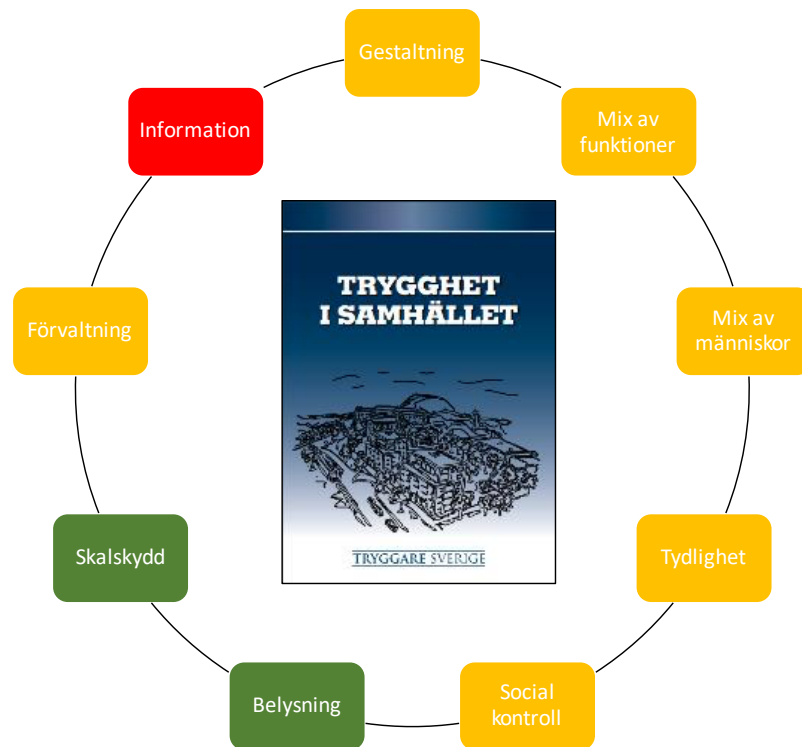 Gestaltning
Mix av
funktioner
Mix av
människor
Tydlighet
Social
kontroll
Belysning
Skalskydd
Förvaltning
Information
TRYGGHET
I SAMHÄLLET
TRYGGARE SVERIGE